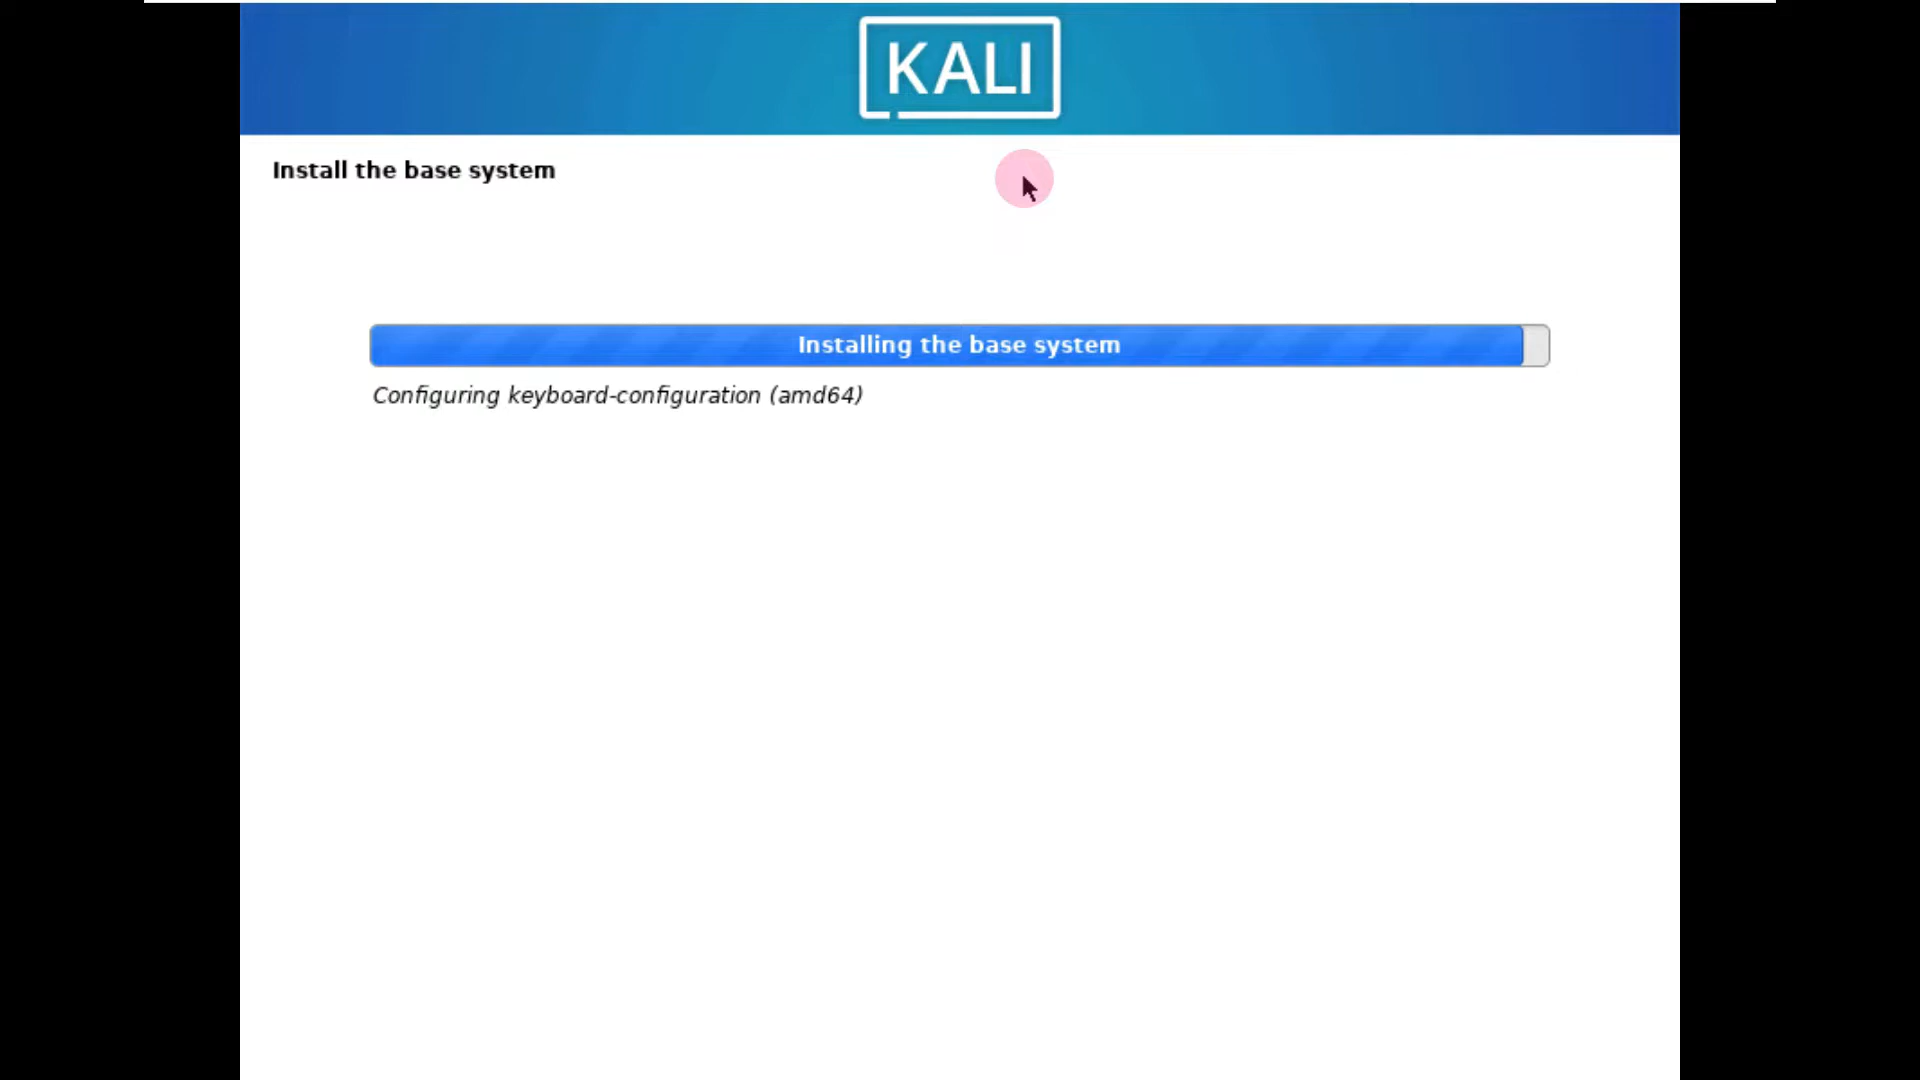 KALI
Install the base system
Installing the base system
Configuring keyboard-configuration (amd64)